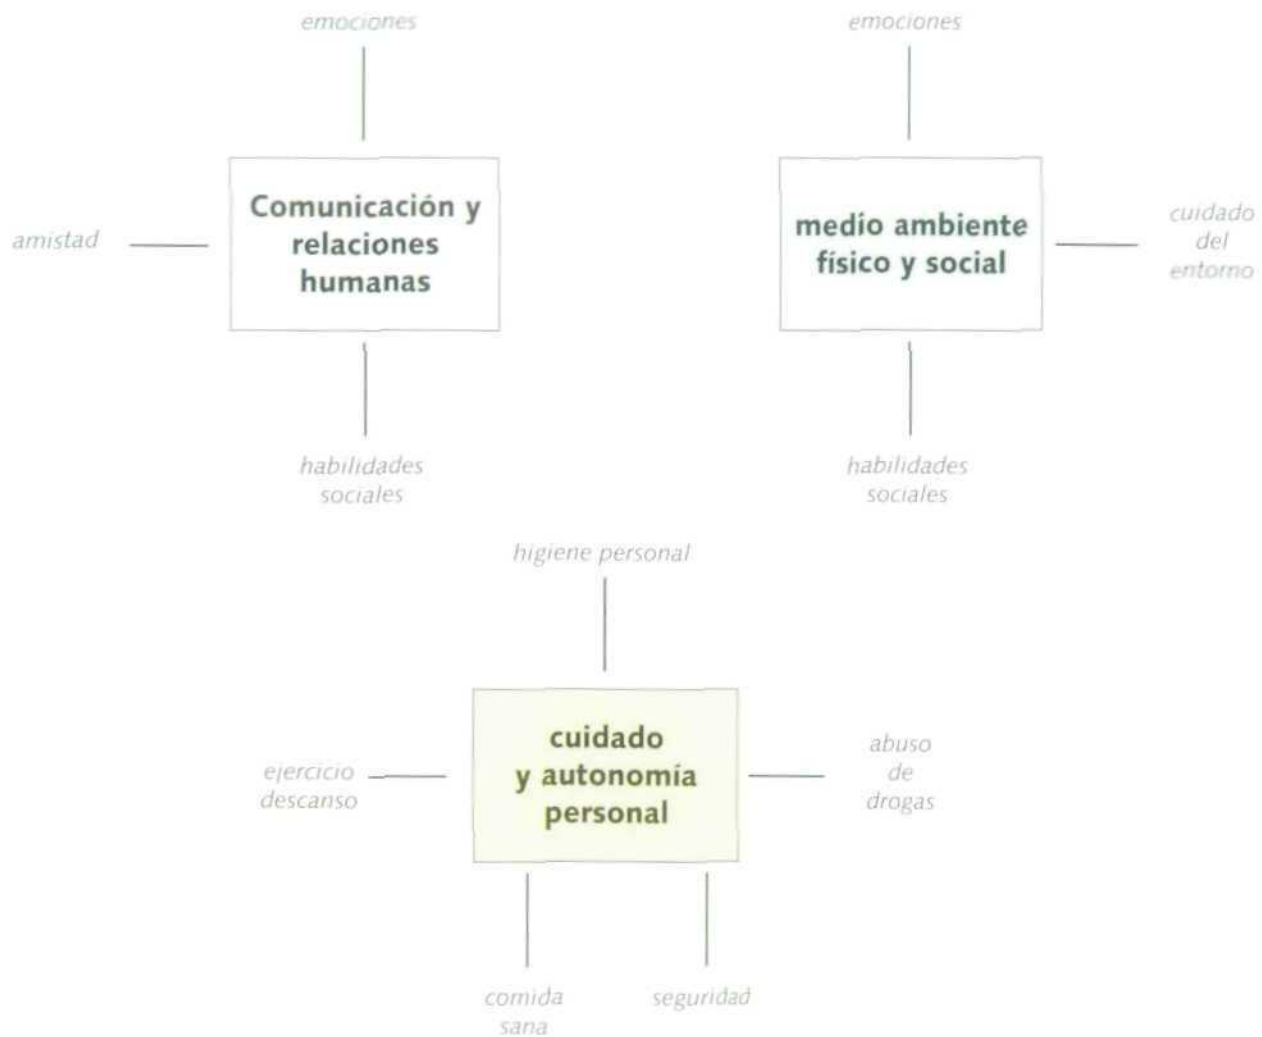 emociones
amistad
Comunicación y
relaciones
humanas
habilidades
sociales
emociones
medio ambiente
físico y social
cuidado
del
entorno
habilidades
sociales
higiene personal
ejercicio
descanso
cuidado
y autonomía
personal
abuso
de
drogas
comida
sana
seguridad